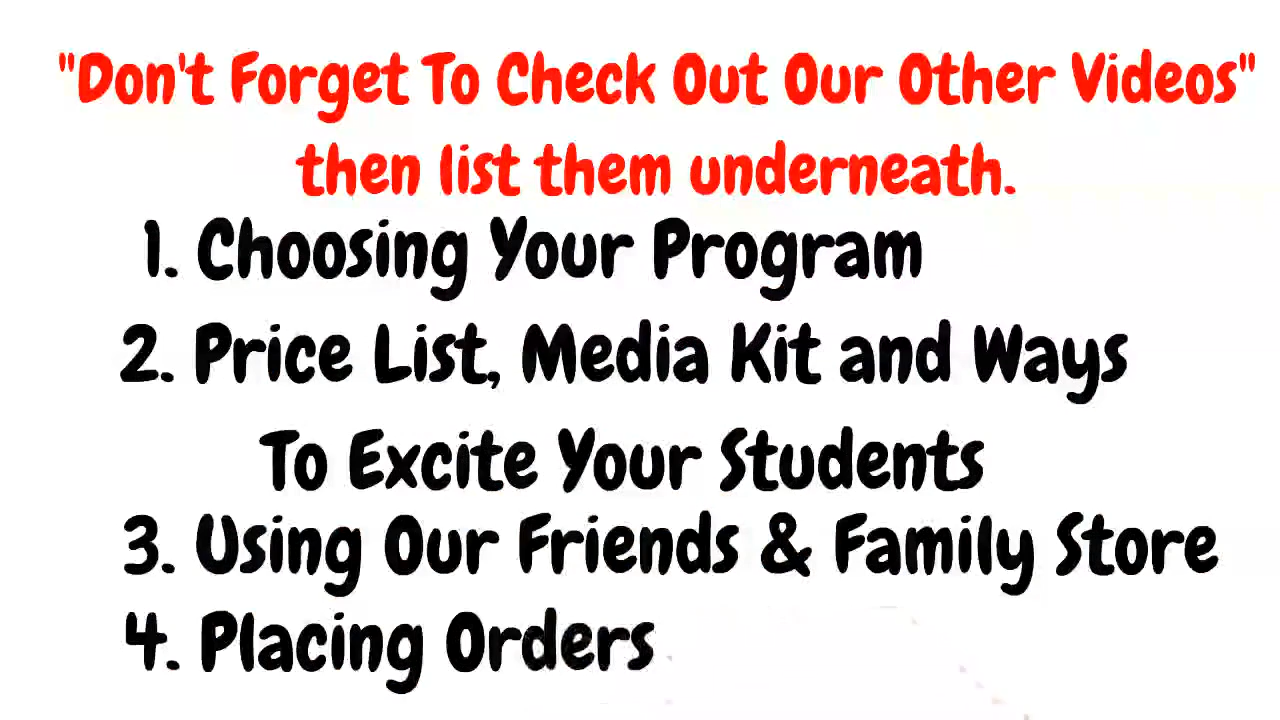 "Don't Forget To Check Out Our Other Videos"
then list them underneath.
1. Choosing Your Program
2. Price List, Media Kit and Ways
To Excite Your Students
3. Using Our Friends & Family Store
4. Placing Orders